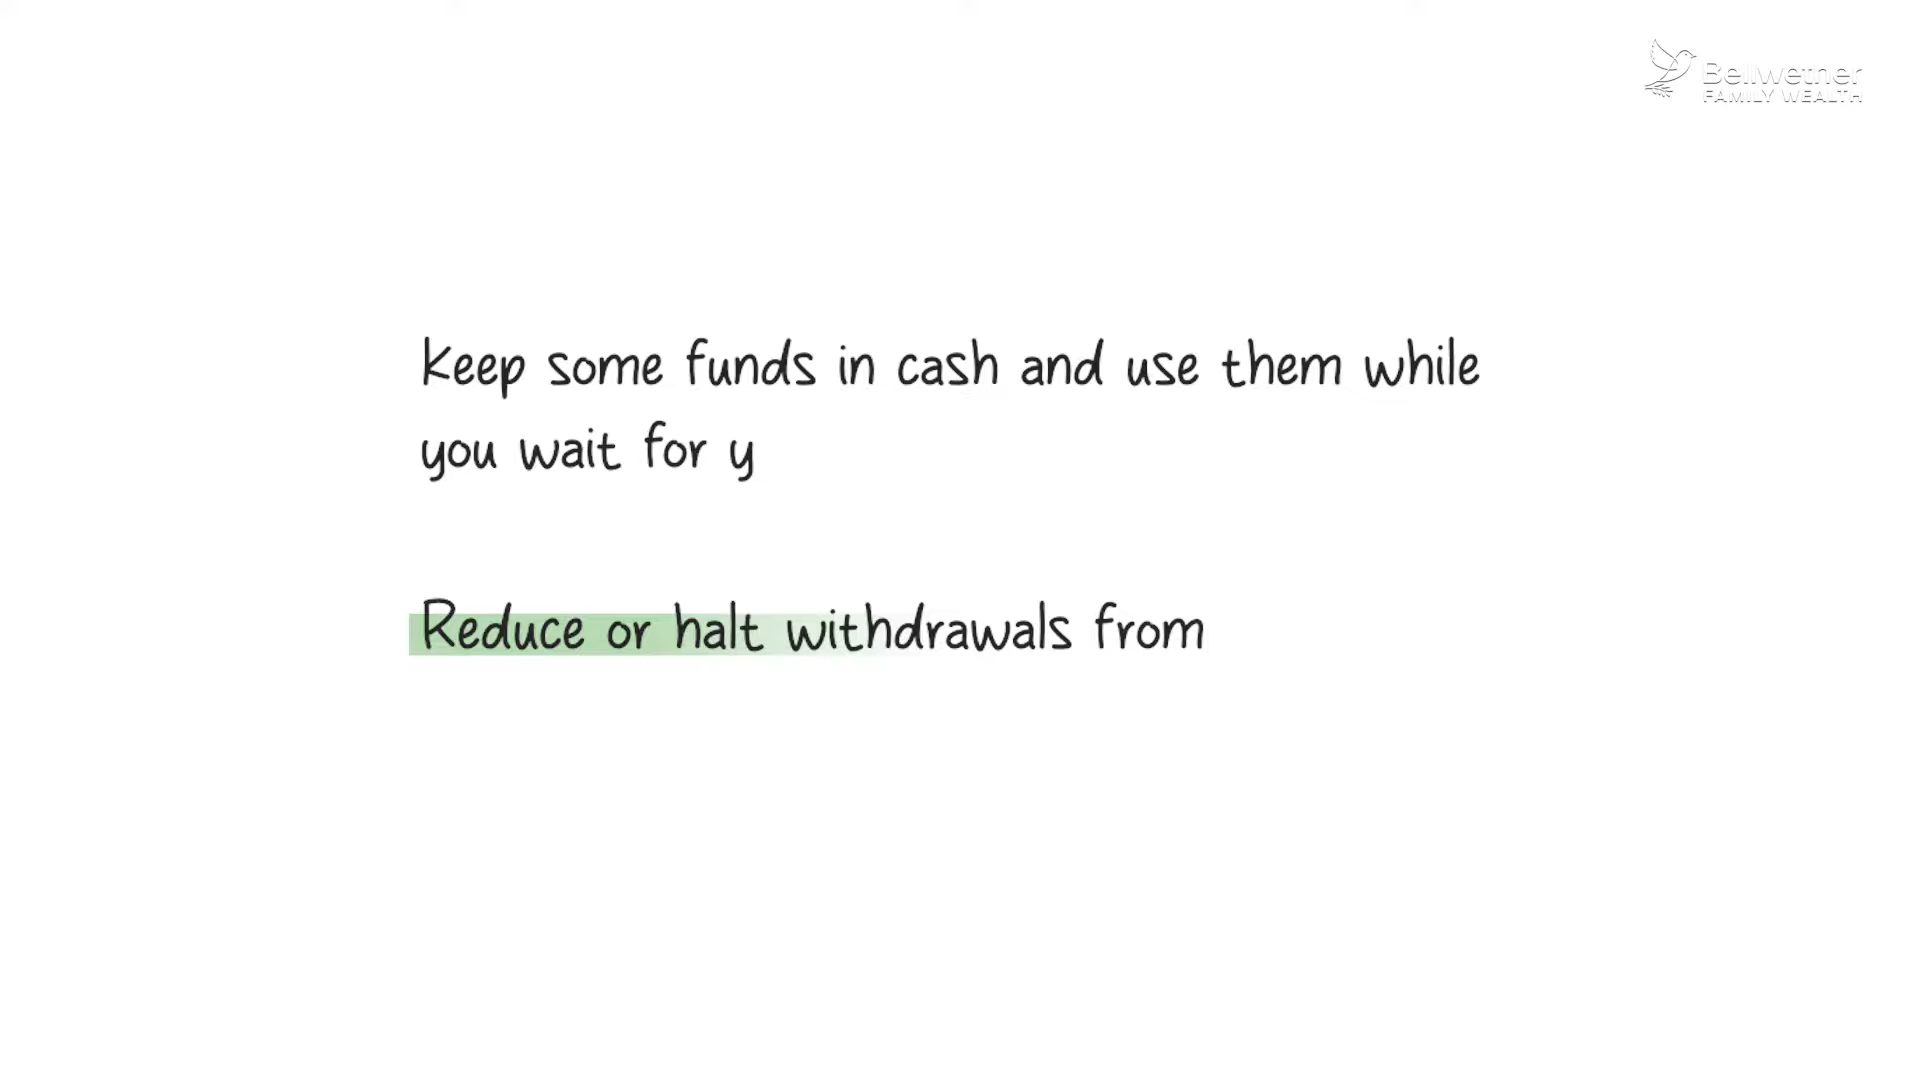 Bellwether
FAMILY WEALTH
Keep some funds in cash and use them while
you wait for y
Reduce or halt withdrawals from